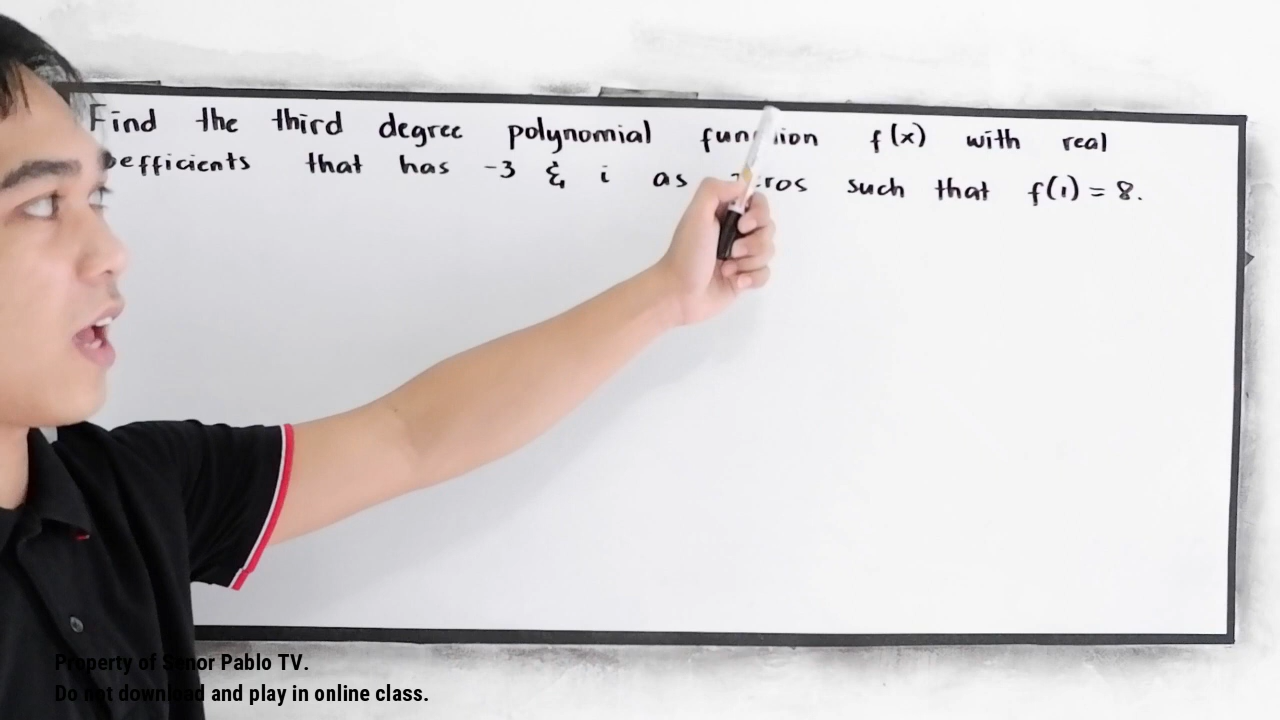 Find the third degree polynomial function f(x) with real
coefficients that has -3 & i as zeros such that f(1) = 8.
Property of Senor Pablo TV.
Do not download and play in online class.